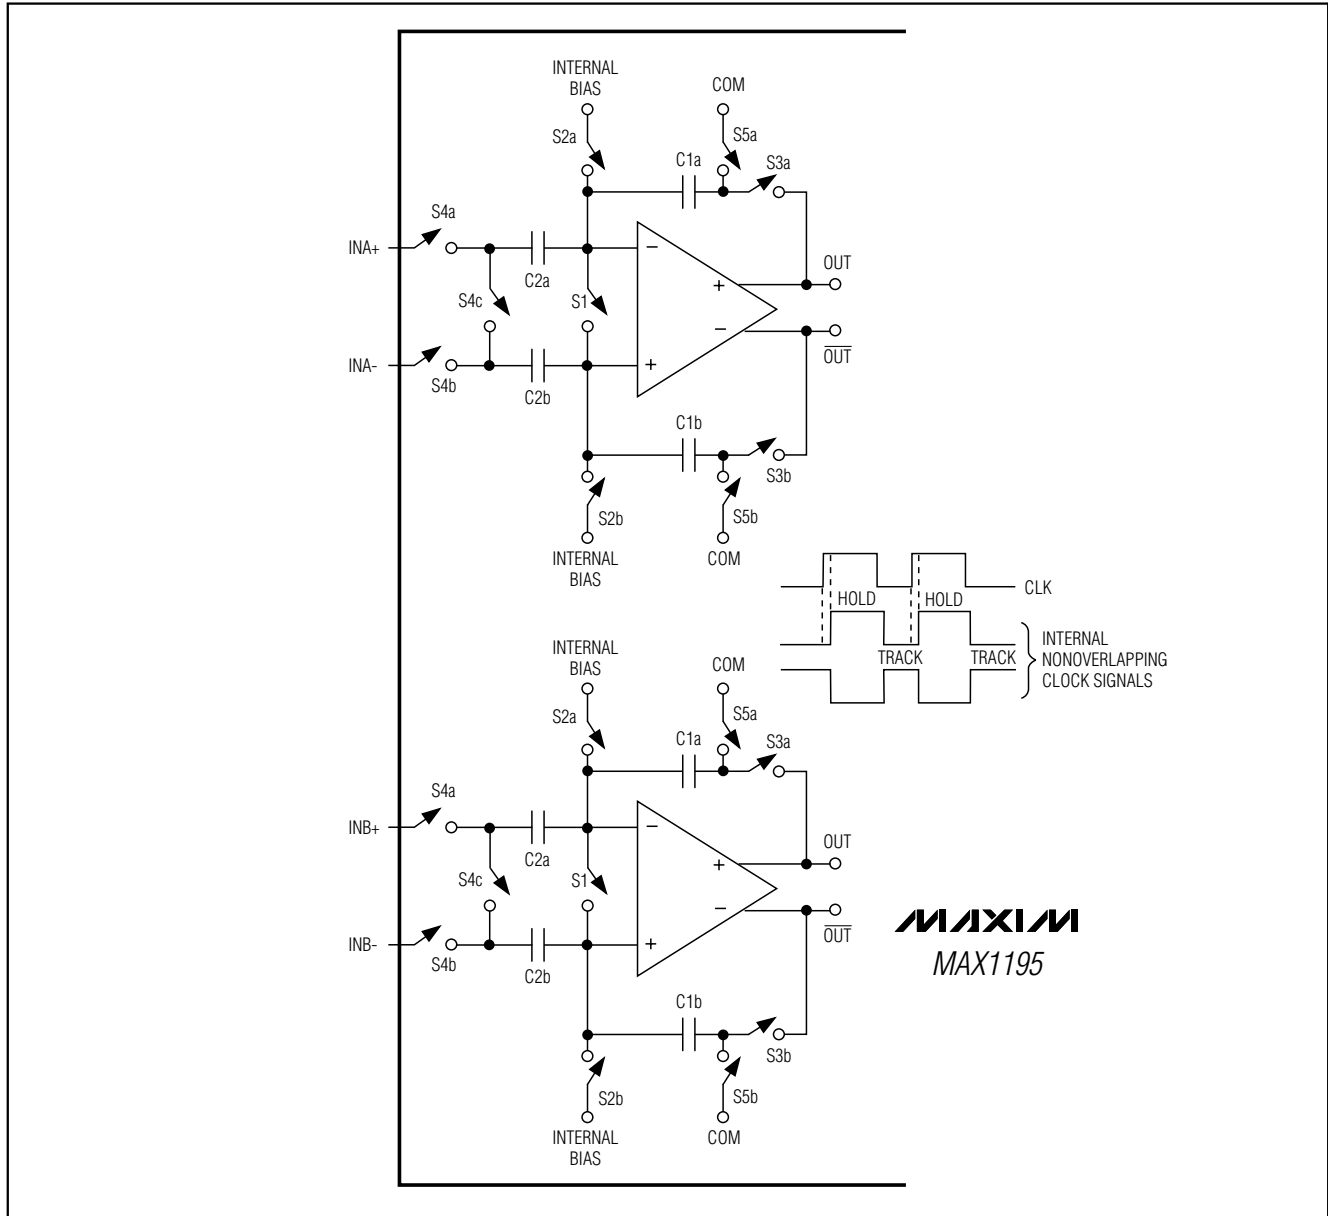 INTERNAL
BIAS
COM
S2a
S5a
C1a
S3a
S4a
INA+
C2a
S4c
S1
−
+
OUT
−
OUT
INA-
S4b
C2b
+
C1b
S3b
S2b
S5b
INTERNAL
BIAS
COM
CLK
HOLD
HOLD
TRACK
TRACK
INTERNAL
NONOVERLAPPING
CLOCK SIGNALS
INTERNAL
BIAS
COM
S2a
S5a
C1a
S3a
S4a
INB+
C2a
S4c
S1
−
+
OUT
−
OUT
INB-
S4b
C2b
+
C1b
S3b
S2b
S5b
INTERNAL
BIAS
COM
MAXIM
MAX1195